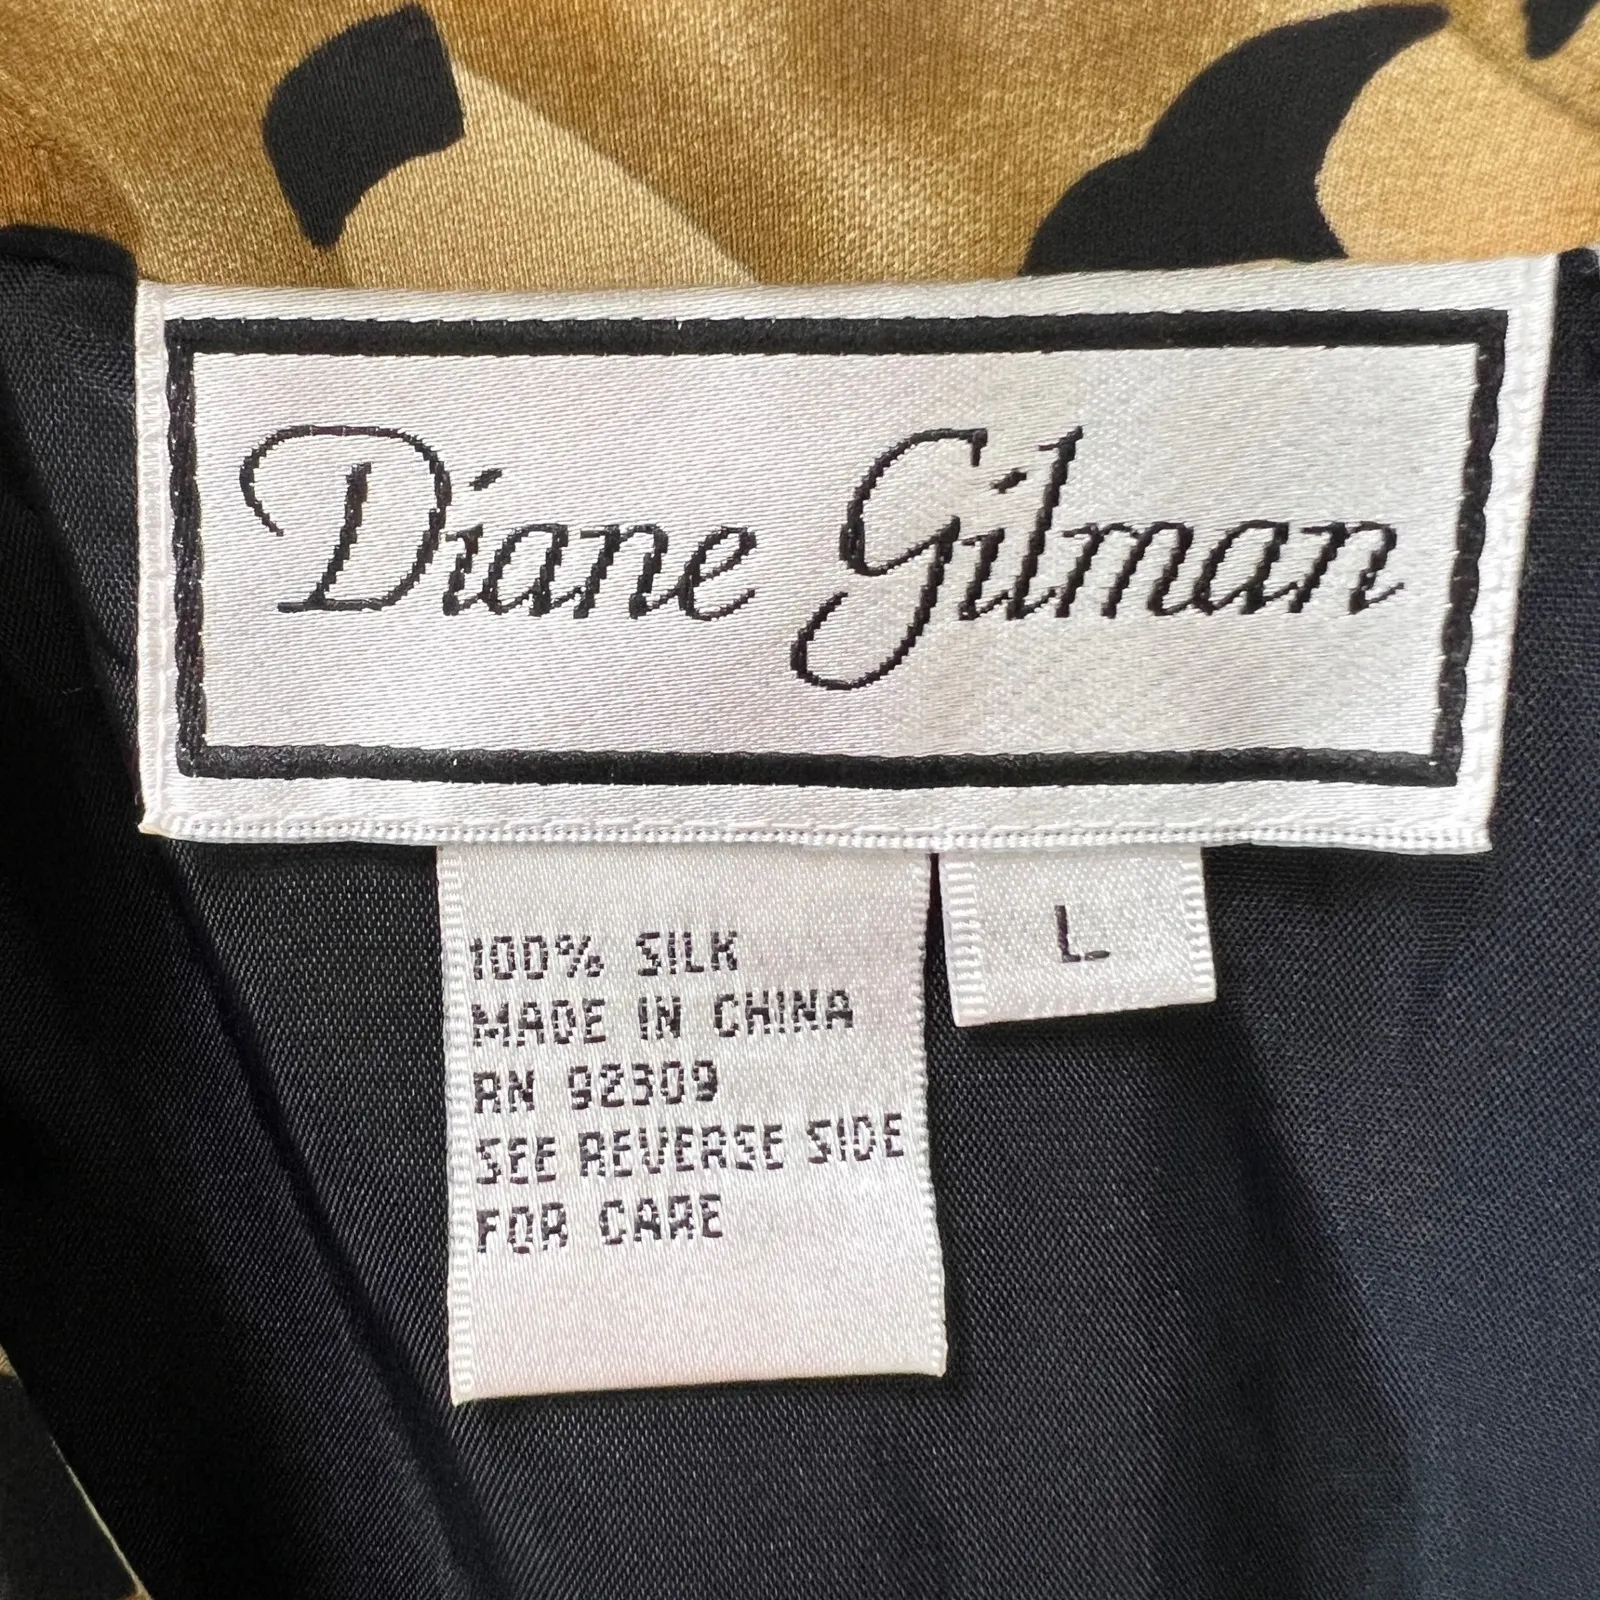 Diane Gilman
100% SILK
MADE IN CHINA
RN 92309
SEE REVERSE SIDE
FOR CARE
L